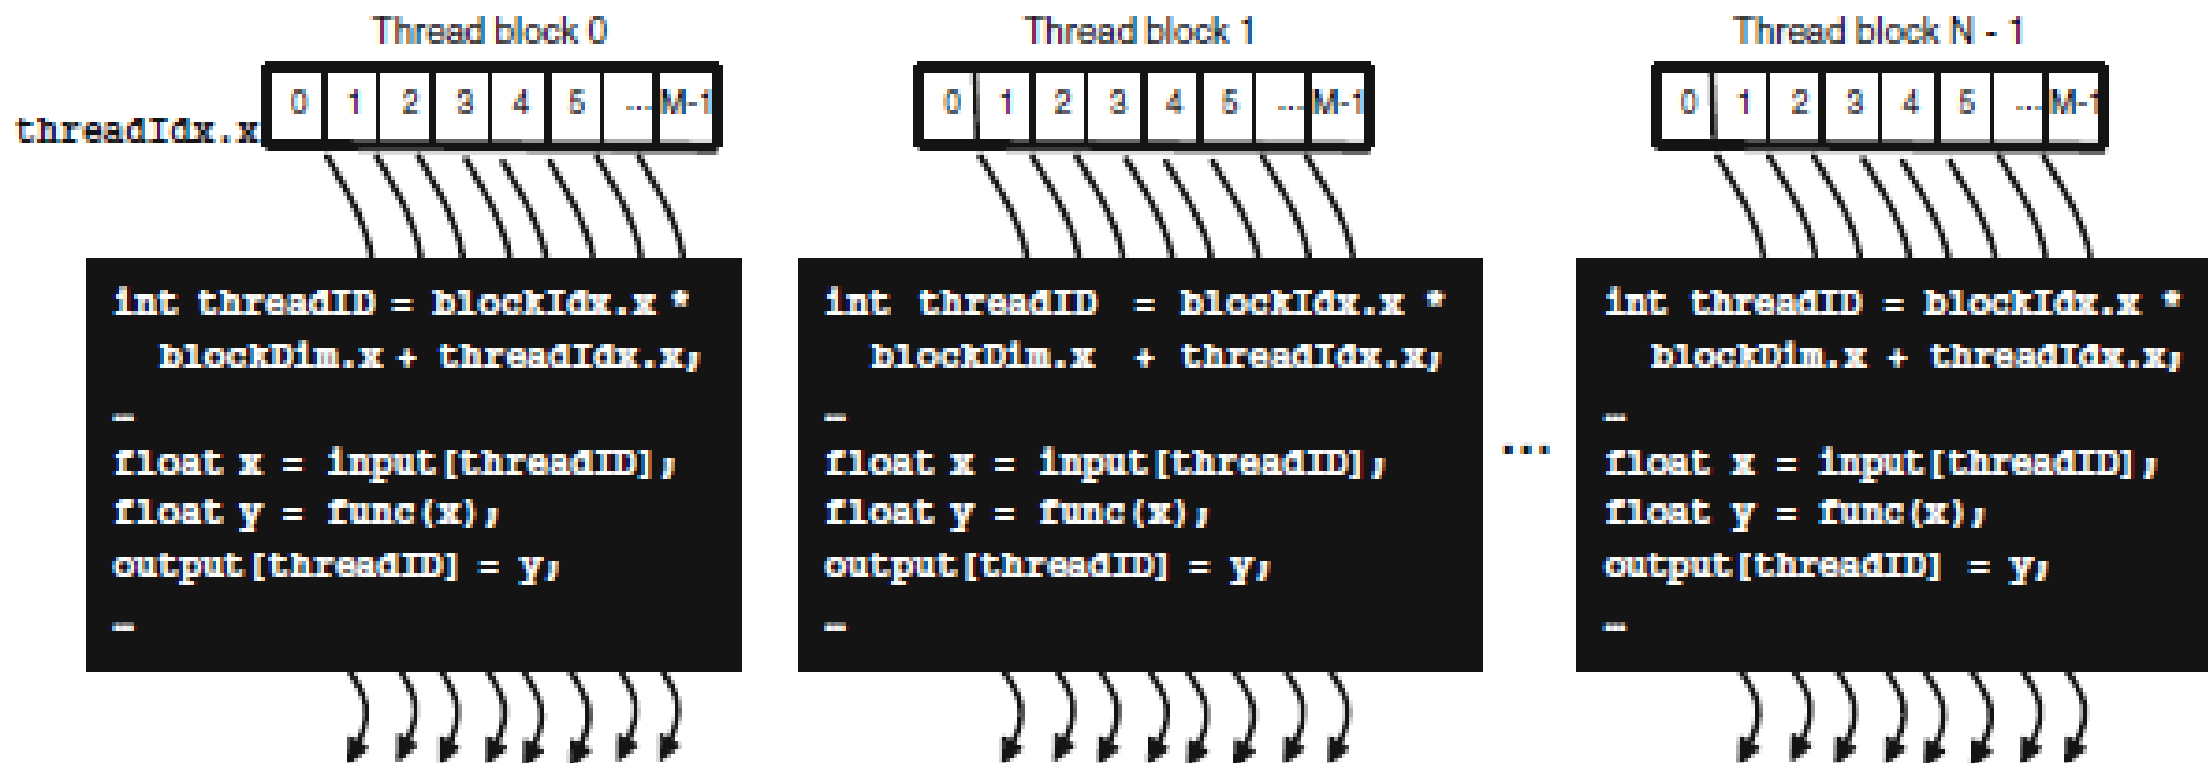 Thread block 0
0 1 2 3 4 5 ... M-1
threadIdx.x
int threadID = blockIdx.x *
blockDim.x + threadIdx.x;
…
float x = input[threadID];
float y = func(x);
output[threadID] = y;
…
Thread block 1
0 1 2 3 4 5 ... M-1
int threadID = blockIdx.x *
blockDim.x + threadIdx.x;
…
float x = input[threadID];
float y = func(x);
output[threadID] = y;
…
...
Thread block N - 1
0 1 2 3 4 5 ... M-1
int threadID = blockIdx.x *
blockDim.x + threadIdx.x;
…
float x = input[threadID];
float y = func(x);
output[threadID] = y;
…